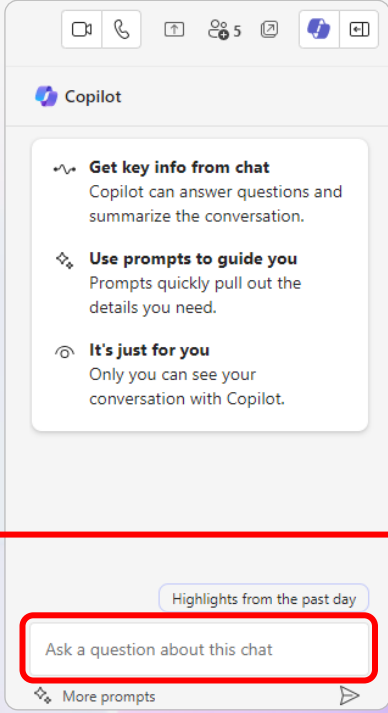 5
Copilot
Get key info from chat
Copilot can answer questions and
summarize the conversation.
Use prompts to guide you
Prompts quickly pull out the
details you need.
It's just for you
Only you can see your
conversation with Copilot.
Highlights from the past day
Ask a question about this chat
More prompts